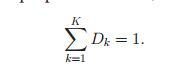 K
∑ D_k = 1.
k=1